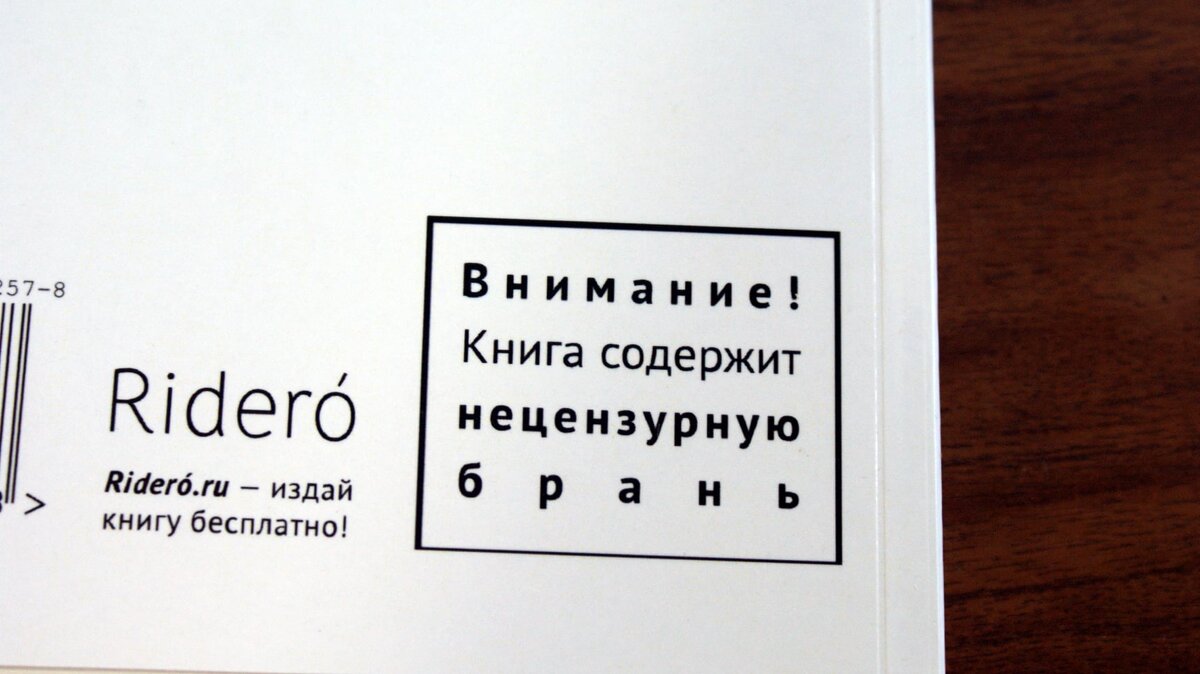 257-8
Rideró
Rideró.ru — издай
книгу бесплатно!
>
Внимание!
Книга содержит
нецензурную
брань